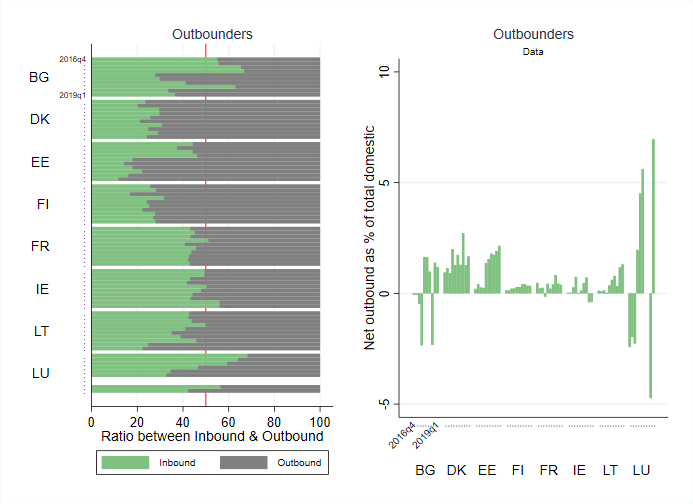 Outbounders
2016q4
BG
2019q1
DK
EE
FI
FR
IE
LT
LU
0 20 40 60 80 100
Ratio between Inbound & Outbound
Inbound Outbound
Outbounders
Data
Net outbound as % of total domestic
10
5
0
-5
2016q4 2019q1
BG DK EE FI FR IE LT LU